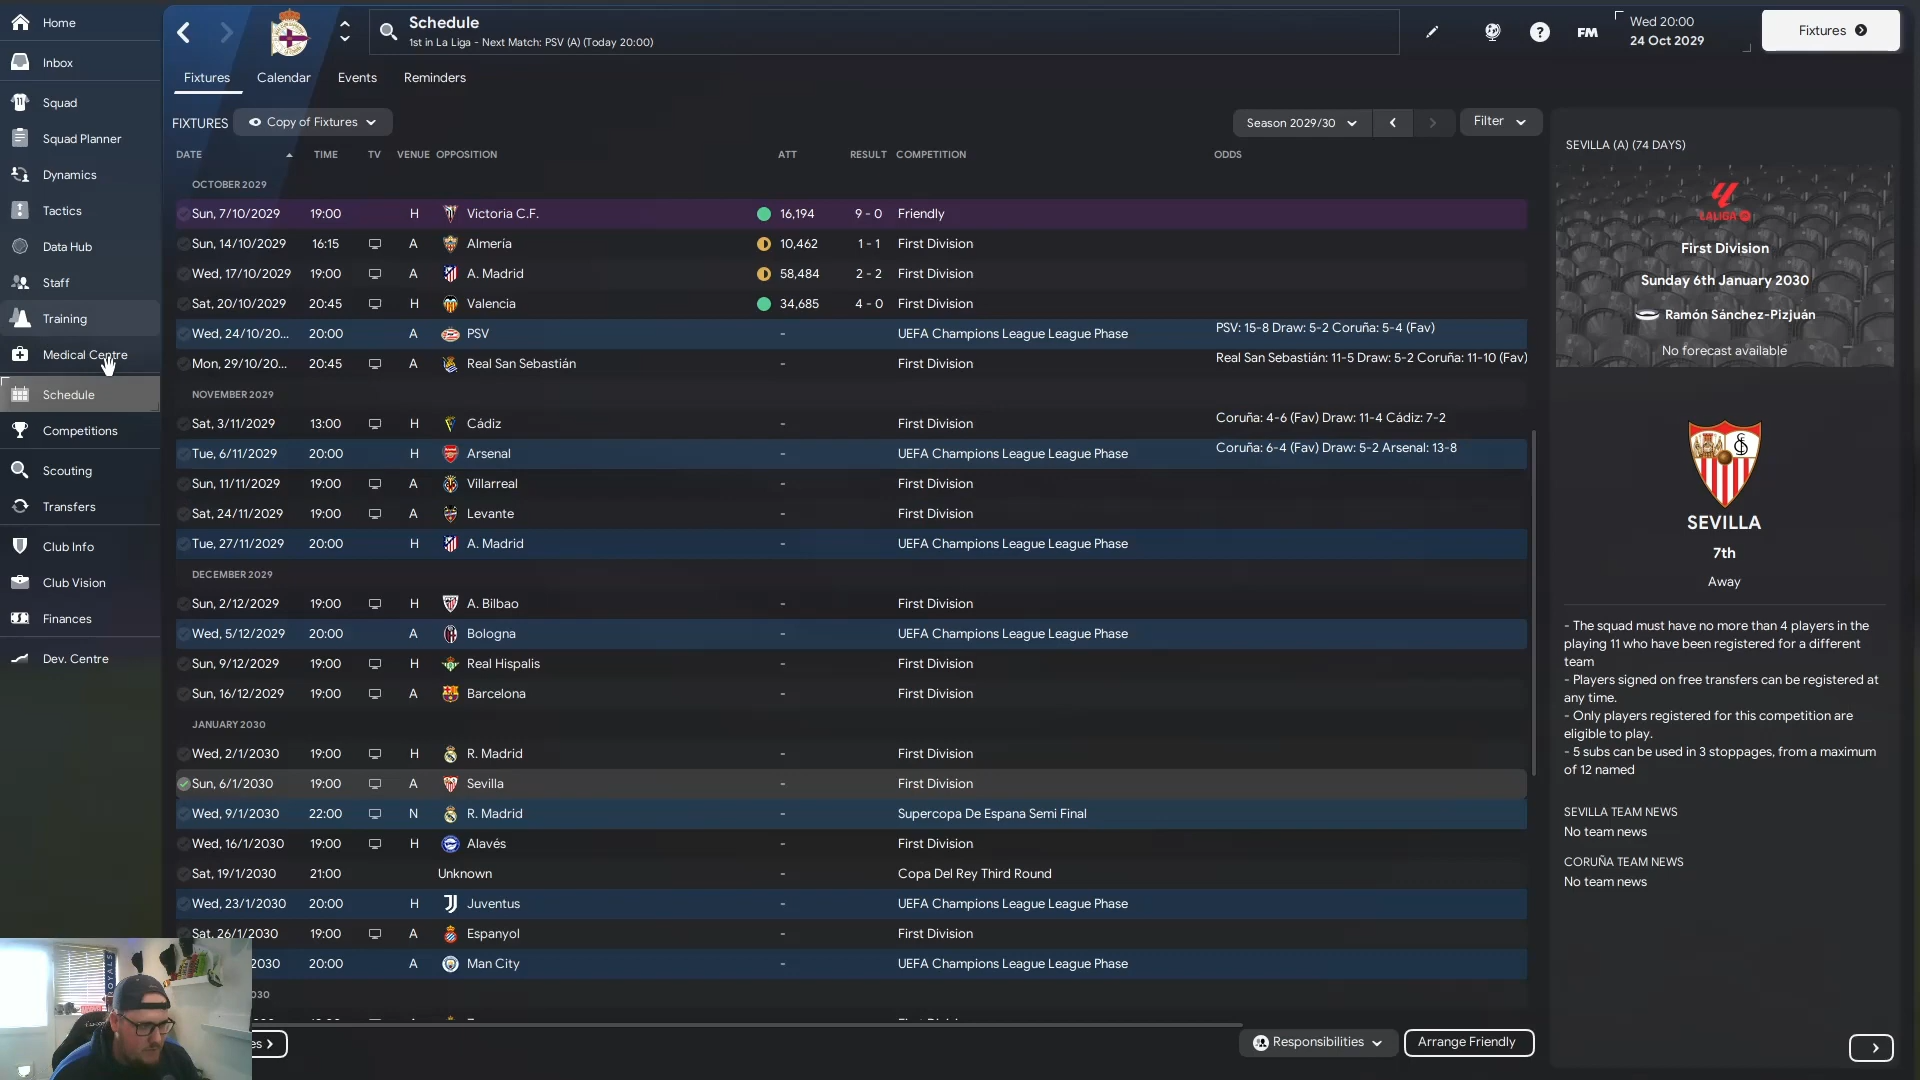 Home
Inbox
Squad
Squad Planner
Dynamics
Tactics
Data Hub
Staff
Training
Medical Centre
Schedule
Competitions
Scouting
Transfers
Club Info
Club Vision
Finances
Dev. Centre
Schedule
1st in La Liga - Next Match: PSV (A) (Today 20:00)
FM
Wed 20:00
24 Oct 2029
Fixtures
Fixtures Calendar Events Reminders
FIXTURES Copy of Fixtures Season 2029/30 Filter
DATE TIME TV VENUE OPPOSITION ATT RESULT COMPETITION ODDS
OCTOBER 2029
Sun, 7/10/2029 19:00 H Victoria C.F. 16,194 9 - 0 Friendly
Sun, 14/10/2029 16:15 A Almería 10,462 1 - 1 First Division
Wed, 17/10/2029 19:00 A A. Madrid 58,484 2 - 2 First Division
Sat, 20/10/2029 20:45 H Valencia 34,685 4 - 0 First Division
Wed, 24/10/20... 20:00 A PSV - UEFA Champions League League Phase PSV: 15-8 Draw: 5-2 Coruña: 5-4 (Fav)
Mon, 29/10/20... 20:45 A Real San Sebastián - First Division Real San Sebastián: 11-5 Draw: 5-2 Coruña: 11-10 (Fav)
NOVEMBER 2029
Sat, 3/11/2029 13:00 H Cádiz - First Division Coruña: 4-6 (Fav) Draw: 11-4 Cádiz: 7-2
Tue, 6/11/2029 20:00 H Arsenal - UEFA Champions League League Phase Coruña: 6-4 (Fav) Draw: 5-2 Arsenal: 13-8
Sun, 11/11/2029 19:00 A Villarreal - First Division
Sat, 24/11/2029 19:00 A Levante - First Division
Tue, 27/11/2029 20:00 H A. Madrid - UEFA Champions League League Phase
DECEMBER 2029
Sun, 2/12/2029 19:00 H A. Bilbao - First Division
Wed, 5/12/2029 20:00 A Bologna - UEFA Champions League League Phase
Sun, 9/12/2029 19:00 H Real Hispalis - First Division
Sun, 16/12/2029 19:00 A Barcelona - First Division
JANUARY 2030
Wed, 2/1/2030 19:00 H R. Madrid - First Division
Sun, 6/1/2030 19:00 A Sevilla - First Division
Wed, 9/1/2030 22:00 N R. Madrid - Supercopa De Espana Semi Final
Wed, 16/1/2030 19:00 H Alavés - First Division
Sat, 19/1/2030 21:00 Unknown - Copa Del Rey Third Round
Wed, 23/1/2030 20:00 H Juventus - UEFA Champions League League Phase
Sat, 26/1/2030 19:00 A Espanyol - First Division
2030 20:00 A Man City - UEFA Champions League League Phase
Responsibilities Arrange Friendly
SEVILLA (A) (74 DAYS)
LALIGA
First Division
Sunday 6th January 2030
Ramón Sánchez-Pizjuán
No forecast available
SEVILLA
7th
Away
- The squad must have no more than 4 players in the
playing 11 who have been registered for a different
team
- Players signed on free transfers can be registered at
any time.
- Only players registered for this competition are
eligible to play.
- 5 subs can be used in 3 stoppages, from a maximum
of 12 named
SEVILLA TEAM NEWS
No team news
CORUÑA TEAM NEWS
No team news